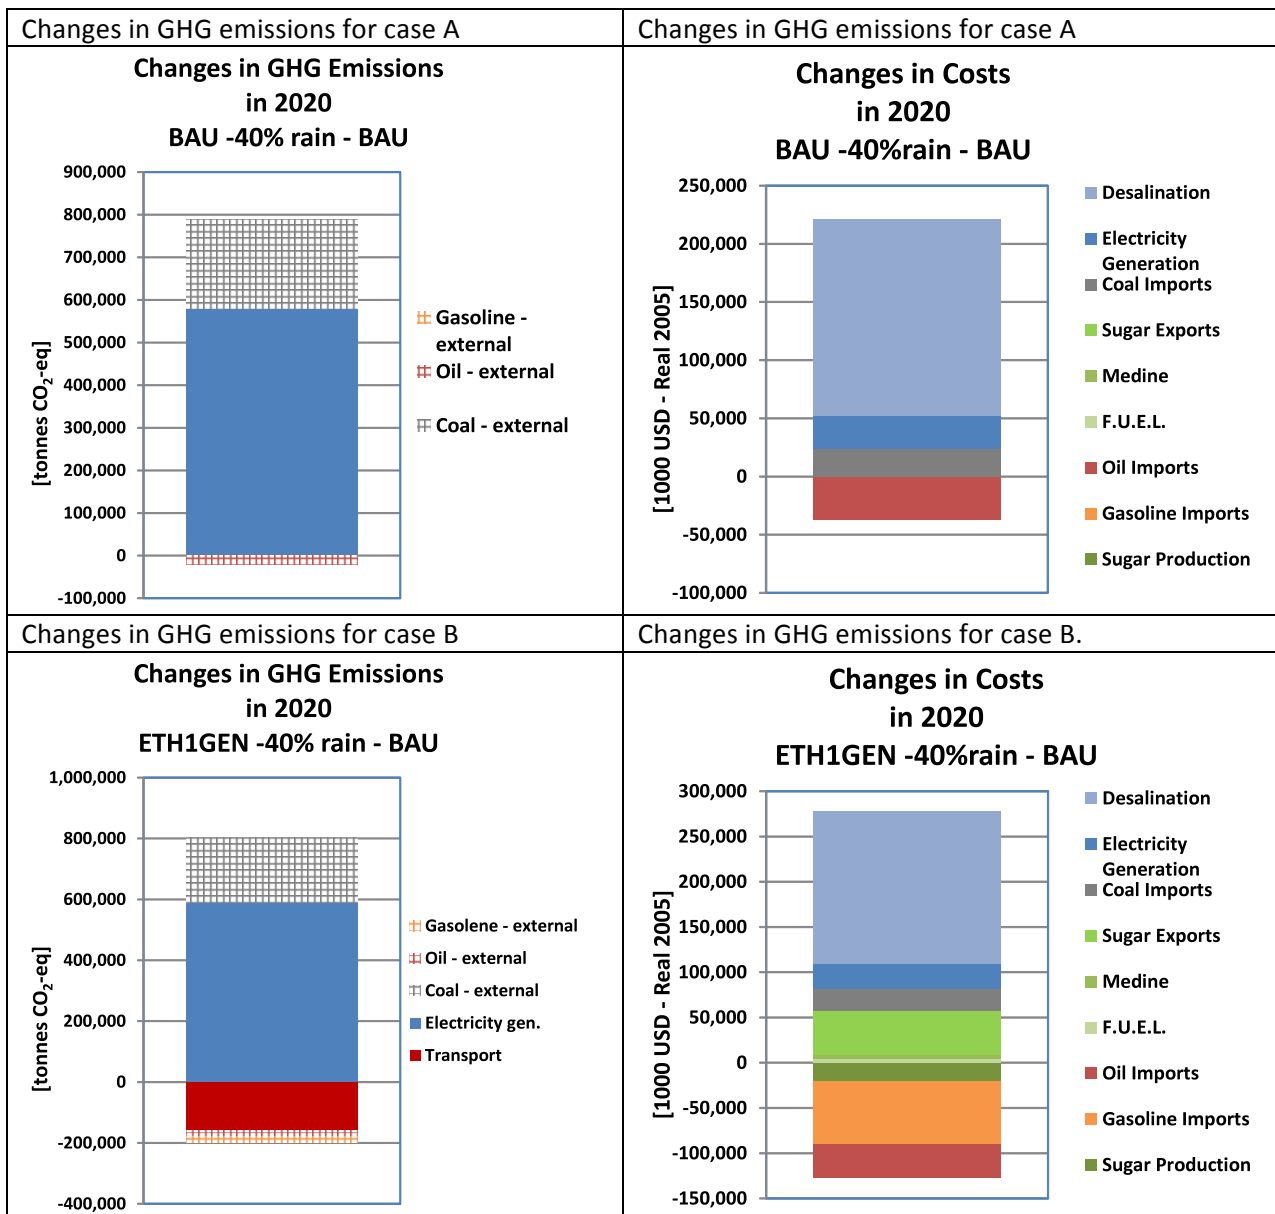 Changes in GHG emissions for case A
Changes in GHG emissions for case A
Changes in GHG Emissions
in 2020
BAU -40% rain - BAU
900,000
800,000
700,000
600,000
500,000
400,000
300,000
200,000
100,000
0
-100,000
[tonnes CO₂-eq]
Gasoline -
external
Oil - external
Coal - external
Changes in Costs
in 2020
BAU -40%rain - BAU
250,000
200,000
150,000
100,000
50,000
0
-50,000
-100,000
[1000 USD - Real 2005]
Desalination
Electricity
Generation
Coal Imports
Sugar Exports
Medine
F.U.E.L.
Oil Imports
Gasoline Imports
Sugar Production
Changes in GHG emissions for case B
Changes in GHG emissions for case B.
Changes in GHG Emissions
in 2020
ETH1GEN -40% rain - BAU
1,000,000
800,000
600,000
400,000
200,000
0
-200,000
-400,000
[tonnes CO₂-eq]
Gasolene - external
Oil - external
Coal - external
Electricity gen.
Transport
Changes in Costs
in 2020
ETH1GEN -40%rain - BAU
300,000
250,000
200,000
150,000
100,000
50,000
0
-50,000
-100,000
-150,000
[1000 USD - Real 2005]
Desalination
Electricity
Generation
Coal Imports
Sugar Exports
Medine
F.U.E.L.
Oil Imports
Gasoline Imports
Sugar Production